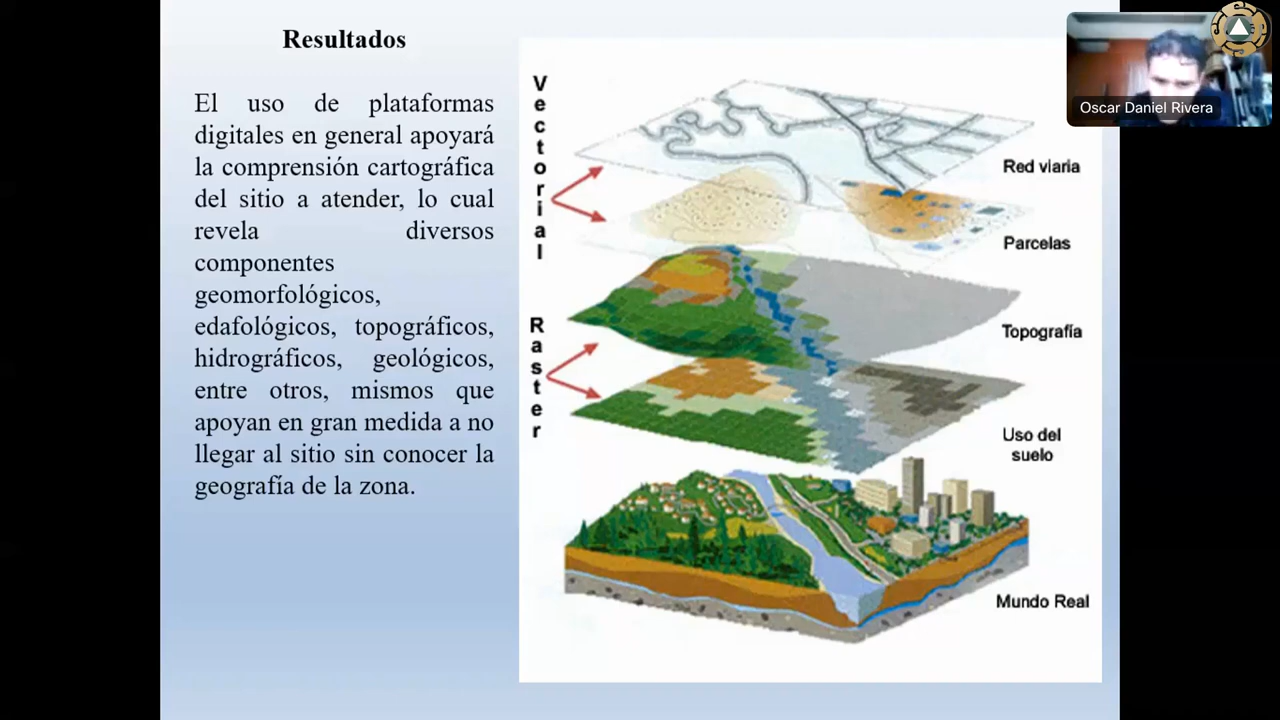 Resultados
El uso de plataformas
digitales en general apoyará
la comprensión cartográfica
del sitio a atender, lo cual
revela diversos
componentes
geomorfológicos,
edafológicos, topográficos,
hidrográficos, geológicos,
entre otros, mismos que
apoyan en gran medida a no
llegar al sitio sin conocer la
geografía de la zona.
Vectorial
Raster
Red viaria
Parcelas
Topografía
Uso del
suelo
Mundo Real
Oscar Daniel Rivera